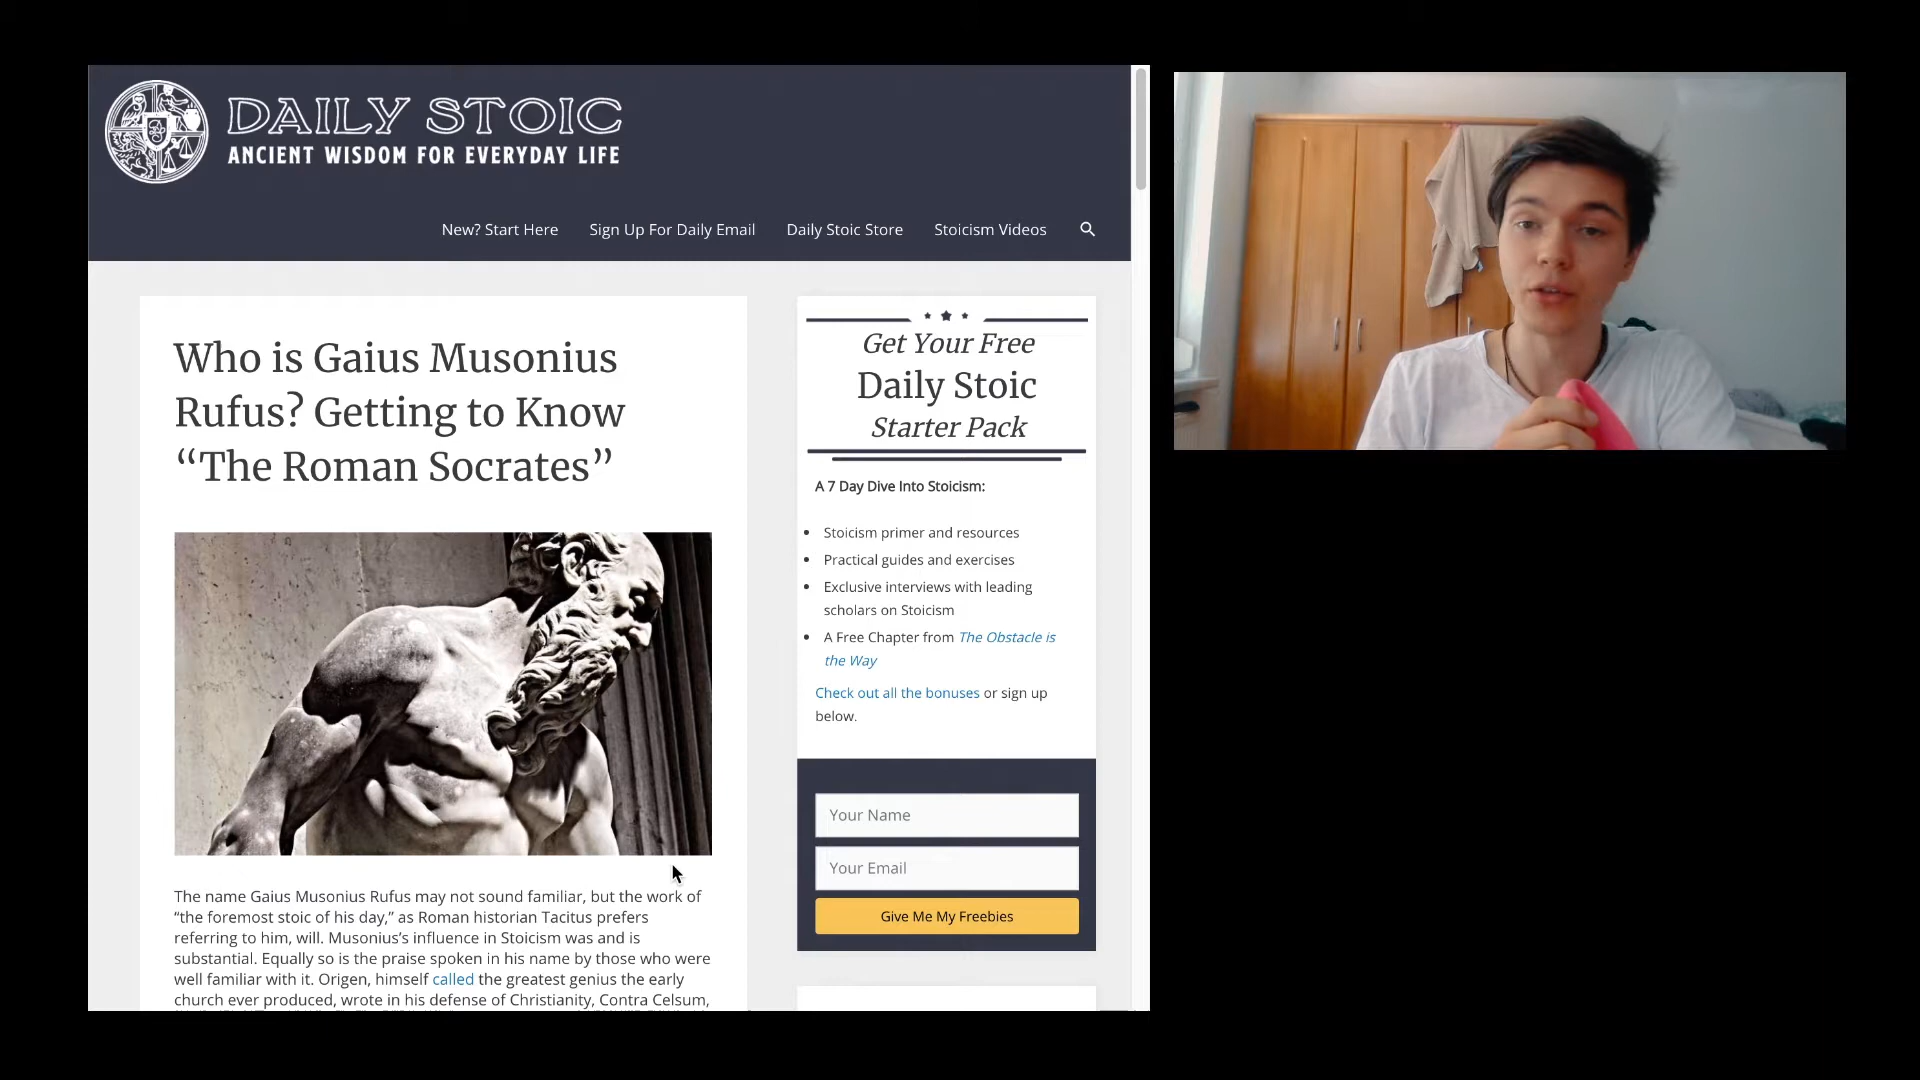 DAILY STOIC
ANCIENT WISDOM FOR EVERYDAY LIFE
New? Start Here Sign Up For Daily Email Daily Stoic Store Stoicism Videos
Who is Gaius Musonius
Rufus? Getting to Know
“The Roman Socrates”
The name Gaius Musonius Rufus may not sound familiar, but the work of
“the foremost stoic of his day,” as Roman historian Tacitus prefers
referring to him, will. Musonius’s influence in Stoicism was and is
substantial. Equally so is the praise spoken in his name by those who were
well familiar with it. Origen, himself called the greatest genius the early
church ever produced, wrote in his defense of Christianity, Contra Celsum,
Get Your Free
Daily Stoic
Starter Pack
A 7 Day Dive Into Stoicism:
• Stoicism primer and resources
• Practical guides and exercises
• Exclusive interviews with leading
scholars on Stoicism
• A Free Chapter from The Obstacle is
the Way
Check out all the bonuses or sign up
below.
Your Name
Your Email
Give Me My Freebies